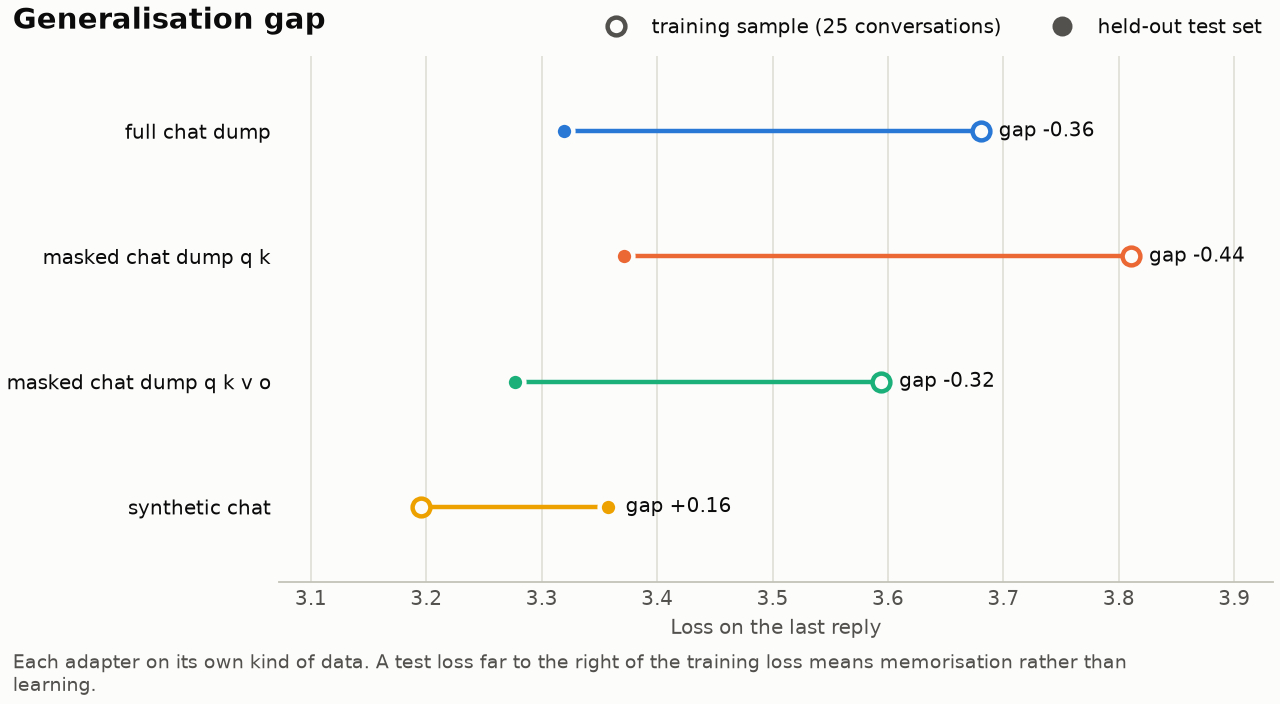 Generalisation gap
training sample (25 conversations)
held-out test set
full chat dump
gap -0.36
masked chat dump q k
gap -0.44
masked chat dump q k v o
gap -0.32
synthetic chat
gap +0.16
3.1 3.2 3.3 3.4 3.5 3.6 3.7 3.8 3.9
Loss on the last reply
Each adapter on its own kind of data. A test loss far to the right of the training loss means memorisation rather than
learning.